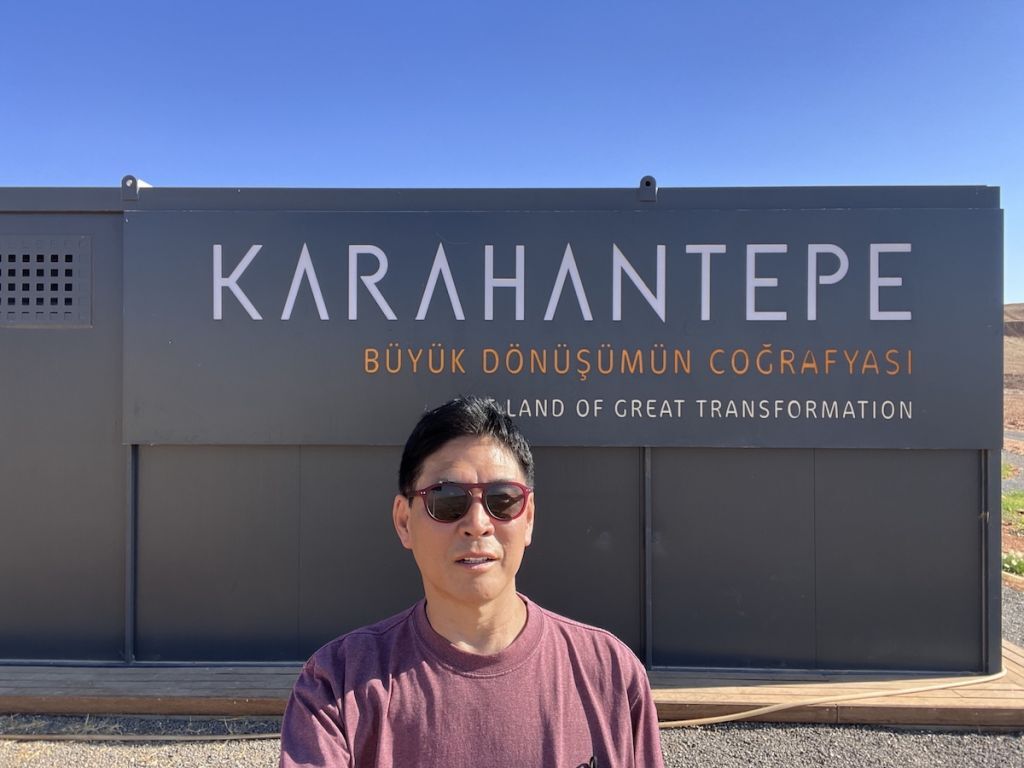 KARAHANTEPE
BÜYÜK DÖNÜŞÜMÜN COĞRAFYASI
LAND OF GREAT TRANSFORMATION